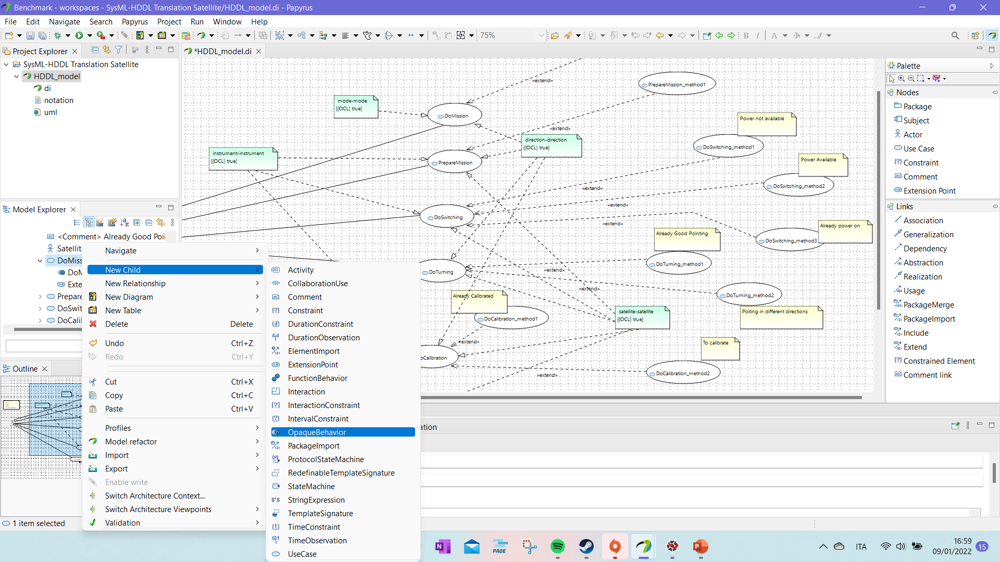 Benchmark - workspaces - SysML-HDDL Translation Satellite/HDDL_model.di - Papyrus
File Edit Navigate Search Papyrus Project Run Window Help
75%
Project Explorer
SysML-HDDL Translation Satellite
HDDL_model
di
notation
uml
Model Explorer
<Comment> Already Good Poi
Satellit
DoMiss
DoM
Exte
Prepare
DoSwit
DoCali
Outline
1 item selected
Navigate
New Child
New Relationship
New Diagram
New Table
Delete Delete
Undo Ctrl+Z
Redo Ctrl+Y
Cut Ctrl+X
Copy Ctrl+C
Paste Ctrl+V
Profiles
Model refactor
Import
Export
Enable write
Switch Architecture Context...
Switch Architecture Viewpoints
Validation
Activity
CollaborationUse
Comment
Constraint
DurationConstraint
DurationObservation
ElementImport
ExtensionPoint
FunctionBehavior
Interaction
InteractionConstraint
IntervalConstraint
OpaqueBehavior
PackageImport
ProtocolStateMachine
RedefinableTemplateSignature
StateMachine
StringExpression
TemplateSignature
TimeConstraint
TimeObservation
UseCase
*HDDL_model.di
«extend»
PrepareMission_method1
mode-mode
{{OCL} true}
DoMission
Power not available
«extend»
direction-direction
{{OCL} true}
DoSwitching_method1
instrument-instrument
{{OCL} true}
PrepareMission
Power Available
DoSwitching_method2
«extend»
«extend»
DoSwitching
«extend»
Already power on
DoSwitching_method3
Already Good Pointing
DoTurning_method1
DoTurning
«extend»
«extend»
DoTurning_method2
Already Calibrated
DoCalibration_method1
satellite-satellite
{{OCL} true}
Poiting in different directions
«extend»
oCalibration
To calibrate
DoCalibration_method2
«extend»
ation
Palette
Nodes
Package
Subject
Actor
Use Case
Constraint
Comment
Extension Point
Links
Association
Generalization
Dependency
Abstraction
Realization
Usage
PackageMerge
PackageImport
Include
Extend
Constrained Element
Comment link
PAGE
ITA
16:59
09/01/2022
15